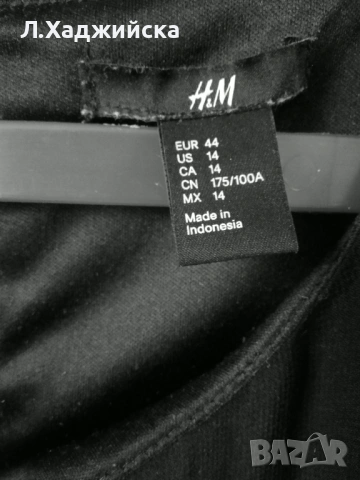 Л.Хаджийска
H&M
EUR 44
US 14
CA 14
CN 175/100A
MX 14
Made in
Indonesia
BAZAR